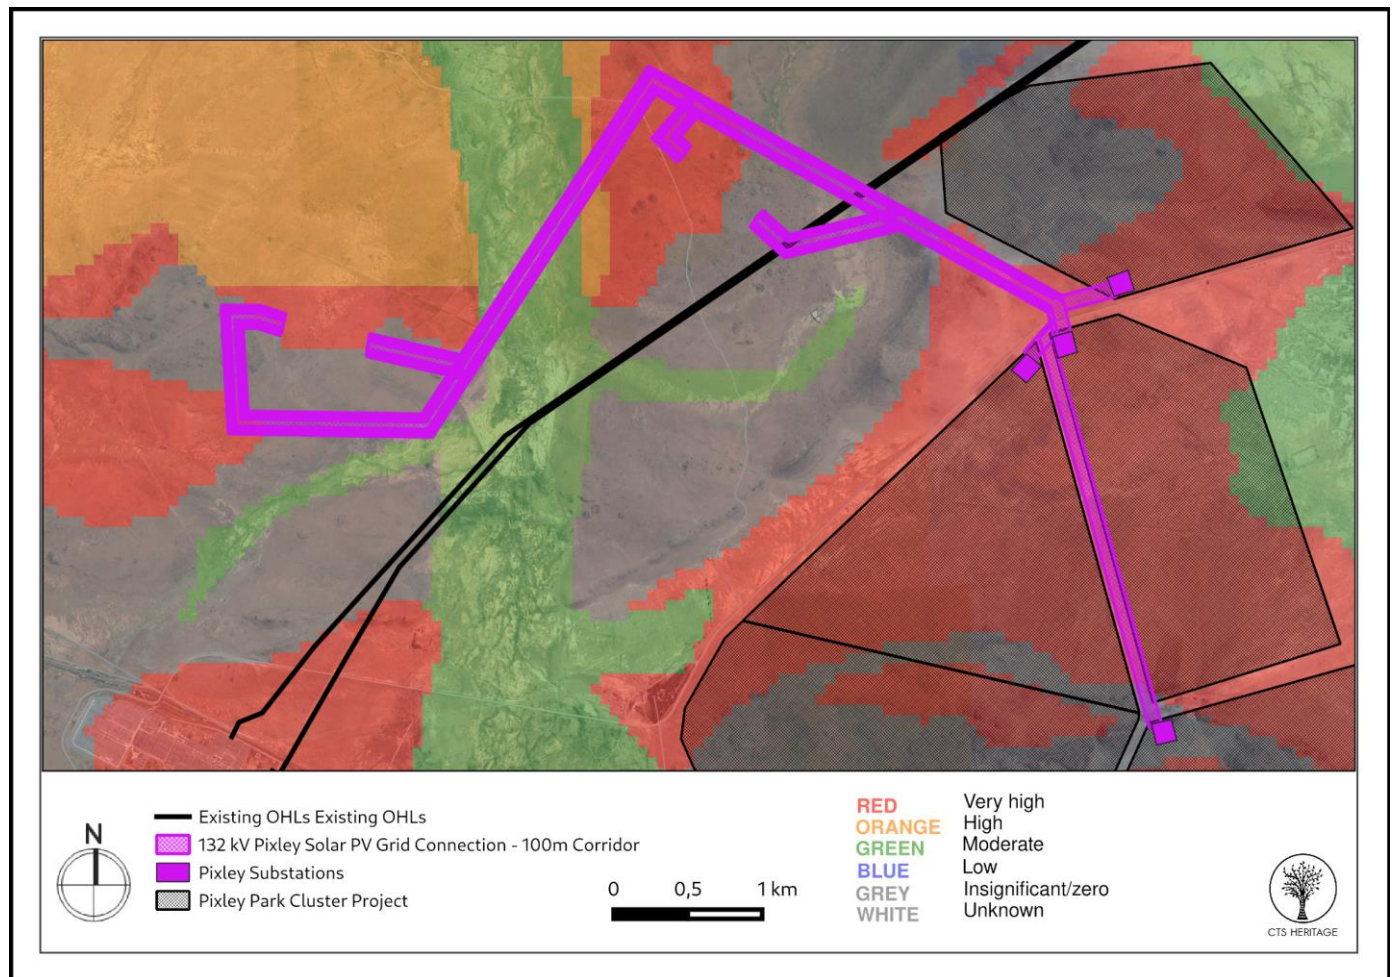 N
Existing OHLs Existing OHLs
132 kV Pixley Solar PV Grid Connection - 100m Corridor
Pixley Substations
Pixley Park Cluster Project
0 0,5 1 km
RED Very high
ORANGE High
GREEN Moderate
BLUE Low
GREY Insignificant/zero
WHITE Unknown
CTS HERITAGE